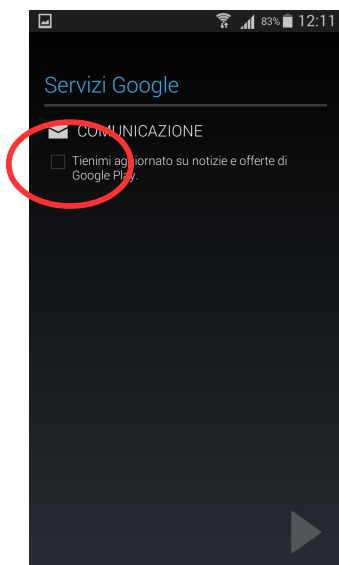 83% 12:11
Servizi Google
COMUNICAZIONE
Tienimi aggiornato su notizie e offerte di
Google Play.